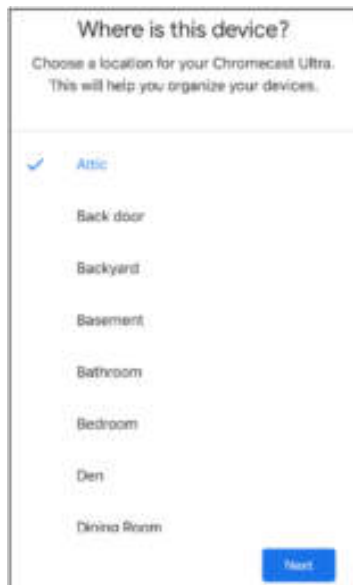 Where is this device?
Choose a location for your Chromecast Ultra.
This will help you organize your devices.
Attic
Back door
Backyard
Basement
Bathroom
Bedroom
Den
Dining Room
Next